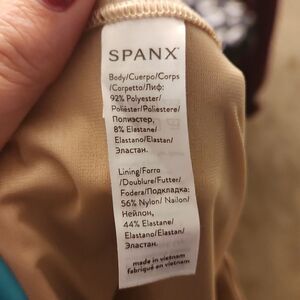 SPANX
Body/Cuerpo/Corps
/Corpetto/Лиф:
92% Polyester/
Poliéster/Poliestere/
Полиэстер,
8% Elastane/
Elastano/Elastan/
Эластан.
Lining/Forro
/Doublure/Futter/
Fodera/Подкладка:
56% Nylon/ Nailon/
Нейлон,
44% Elastane/
Elastano/Elastan/
Эластан.
made in vietnam
fabriqué en vietnam